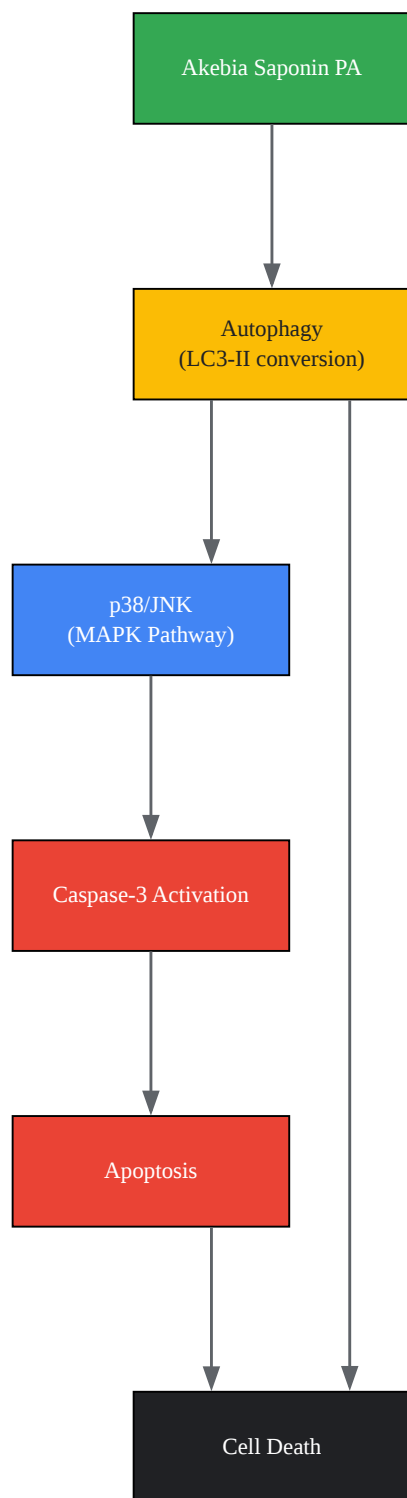 Akebia Saponin PA
Autophagy
(LC3-II conversion)
p38/JNK
(MAPK Pathway)
Caspase-3 Activation
Apoptosis
Cell Death